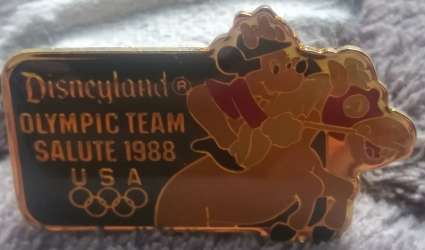 Disneyland®
OLYMPIC TEAM
SALUTE 1988
USA